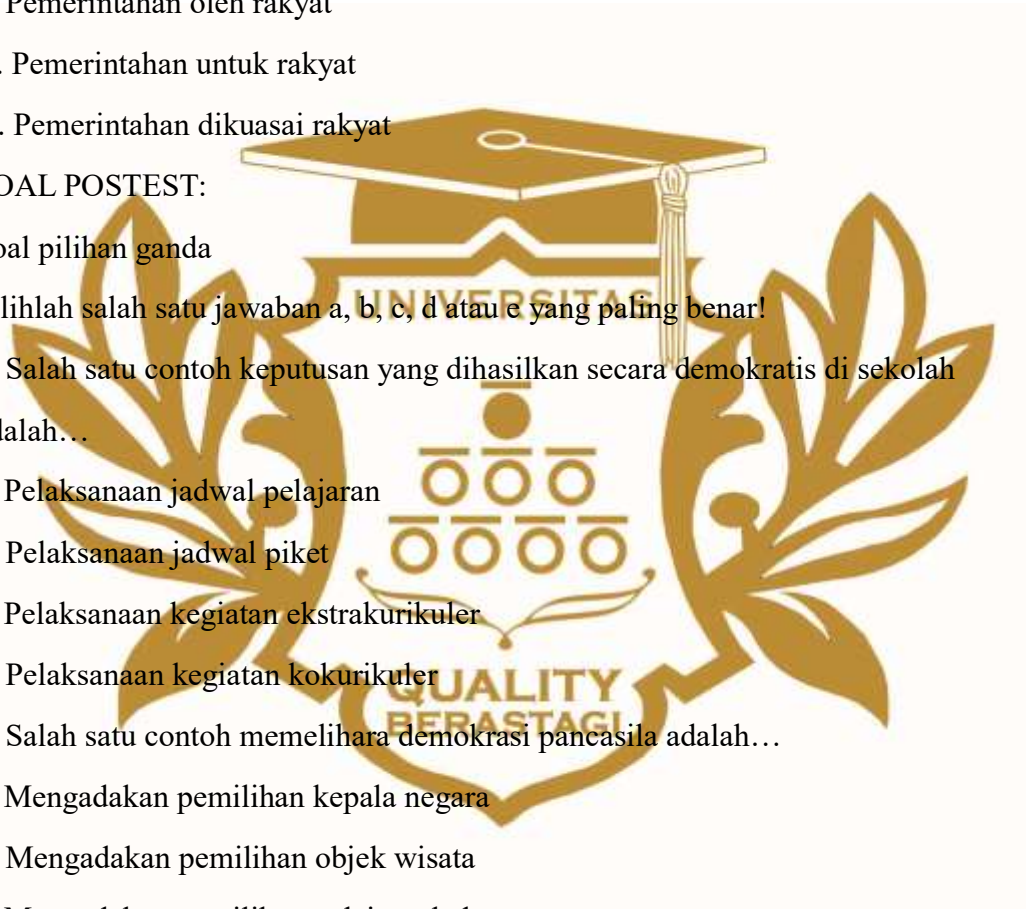 Pemerintahan oleh rakyat
. Pemerintahan untuk rakyat
. Pemerintahan dikuasai rakyat
OAL POSTEST:
oal pilihan ganda
lihlah salah satu jawaban a, b, c, d atau e yang paling benar!
UNIVERSITAS
Salah satu contoh keputusan yang dihasilkan secara demokratis di sekolah
dalah…
Pelaksanaan jadwal pelajaran
Pelaksanaan jadwal piket
Pelaksanaan kegiatan ekstrakurikuler
Pelaksanaan kegiatan kokurikuler
QUALITY
BERASTAGI
Salah satu contoh memelihara demokrasi pancasila adalah…
Mengadakan pemilihan kepala negara
Mengadakan pemilihan objek wisata